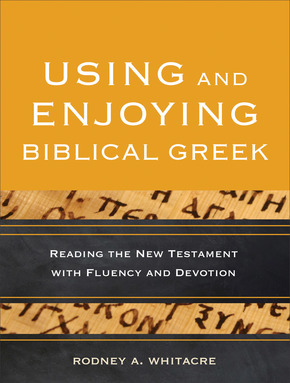 USING AND
ENJOYING
BIBLICAL GREEK
READING THE NEW TESTAMENT
WITH FLUENCY AND DEVOTION
RODNEY A. WHITACRE